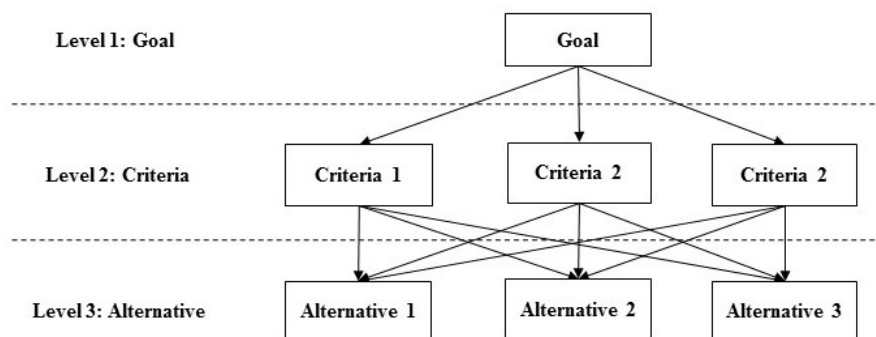 Level 1: Goal
Goal
Level 2: Criteria
Criteria 1
Criteria 2
Criteria 2
Level 3: Alternative
Alternative 1
Alternative 2
Alternative 3